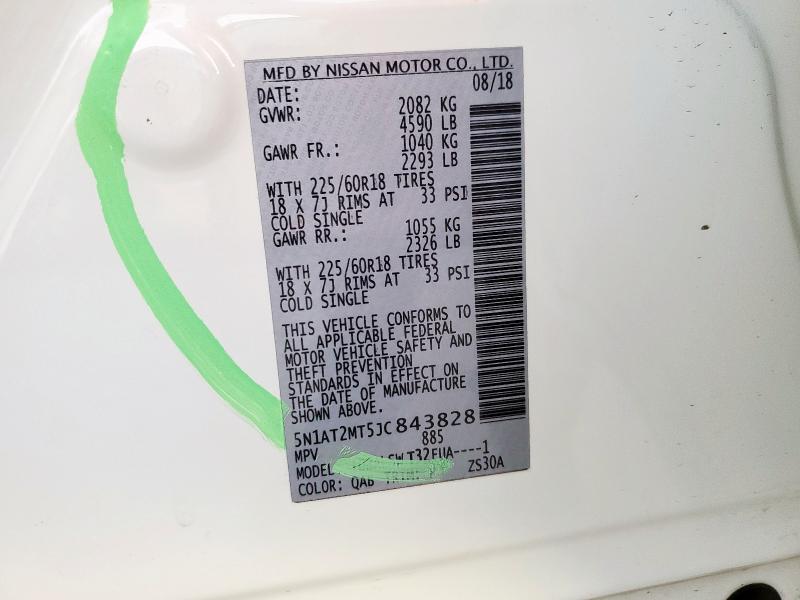 MFD BY NISSAN MOTOR CO., LTD.
DATE: 08/18
GVWR: 2082 KG
4590 LB
GAWR FR.: 1040 KG
2293 LB
WITH 225/60R18 TIRES
18 X 7J RIMS AT 33 PSI
COLD SINGLE
GAWR RR.: 1055 KG
2326 LB
WITH 225/60R18 TIRES
18 X 7J RIMS AT 33 PSI
COLD SINGLE
THIS VEHICLE CONFORMS TO
ALL APPLICABLE FEDERAL
MOTOR VEHICLE SAFETY AND
THEFT PREVENTION
STANDARDS IN EFFECT ON
THE DATE OF MANUFACTURE
SHOWN ABOVE.
5N1AT2MT5JC843828
MPV 885
MODEL
COLOR: QAB ZS30A